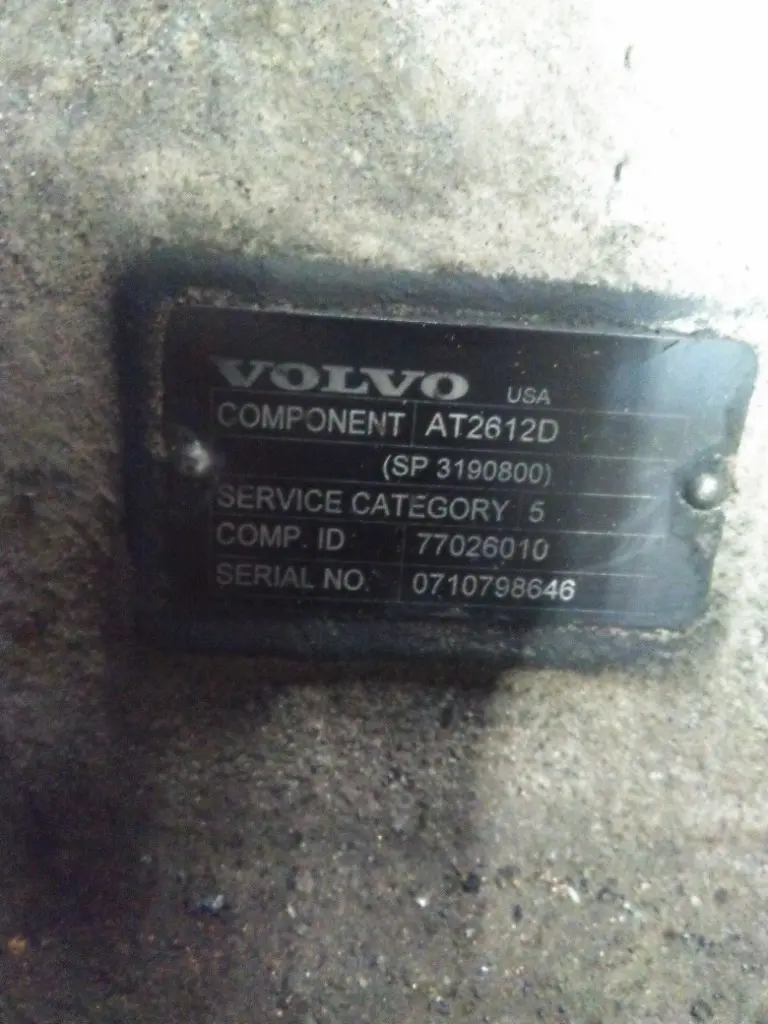 VOLVO USA
COMPONENT AT2612D
(SP 3190800)
SERVICE CATEGORY 5
COMP. ID 77026010
SERIAL NO. 0710798646